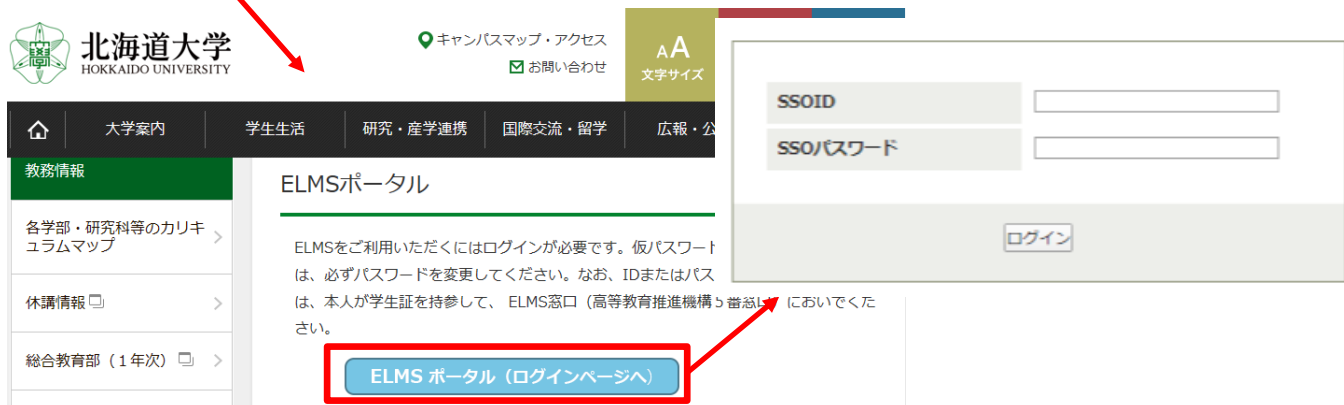 北海道大学
HOKKAIDO UNIVERSITY
キャンパスマップ・アクセス
お問い合わせ
AA
文字サイズ
大学案内
学生生活
研究・産学連携
国際交流・留学
広報・公
教務情報
各学部・研究科等のカリキ
ュラムマップ
休講情報
総合教育部（1年次）
ELMSポータル
ELMSをご利用いただくにはログインが必要です。仮パスワート
は、必ずパスワードを変更してください。なお、IDまたはパス
は、本人が学生証を持参して、 ELMS窓口（高等教育推進機構５番窓口）においでくだ
さい。
ELMS ポータル（ログインページへ）
SSOID
SSOパスワード
ログイン